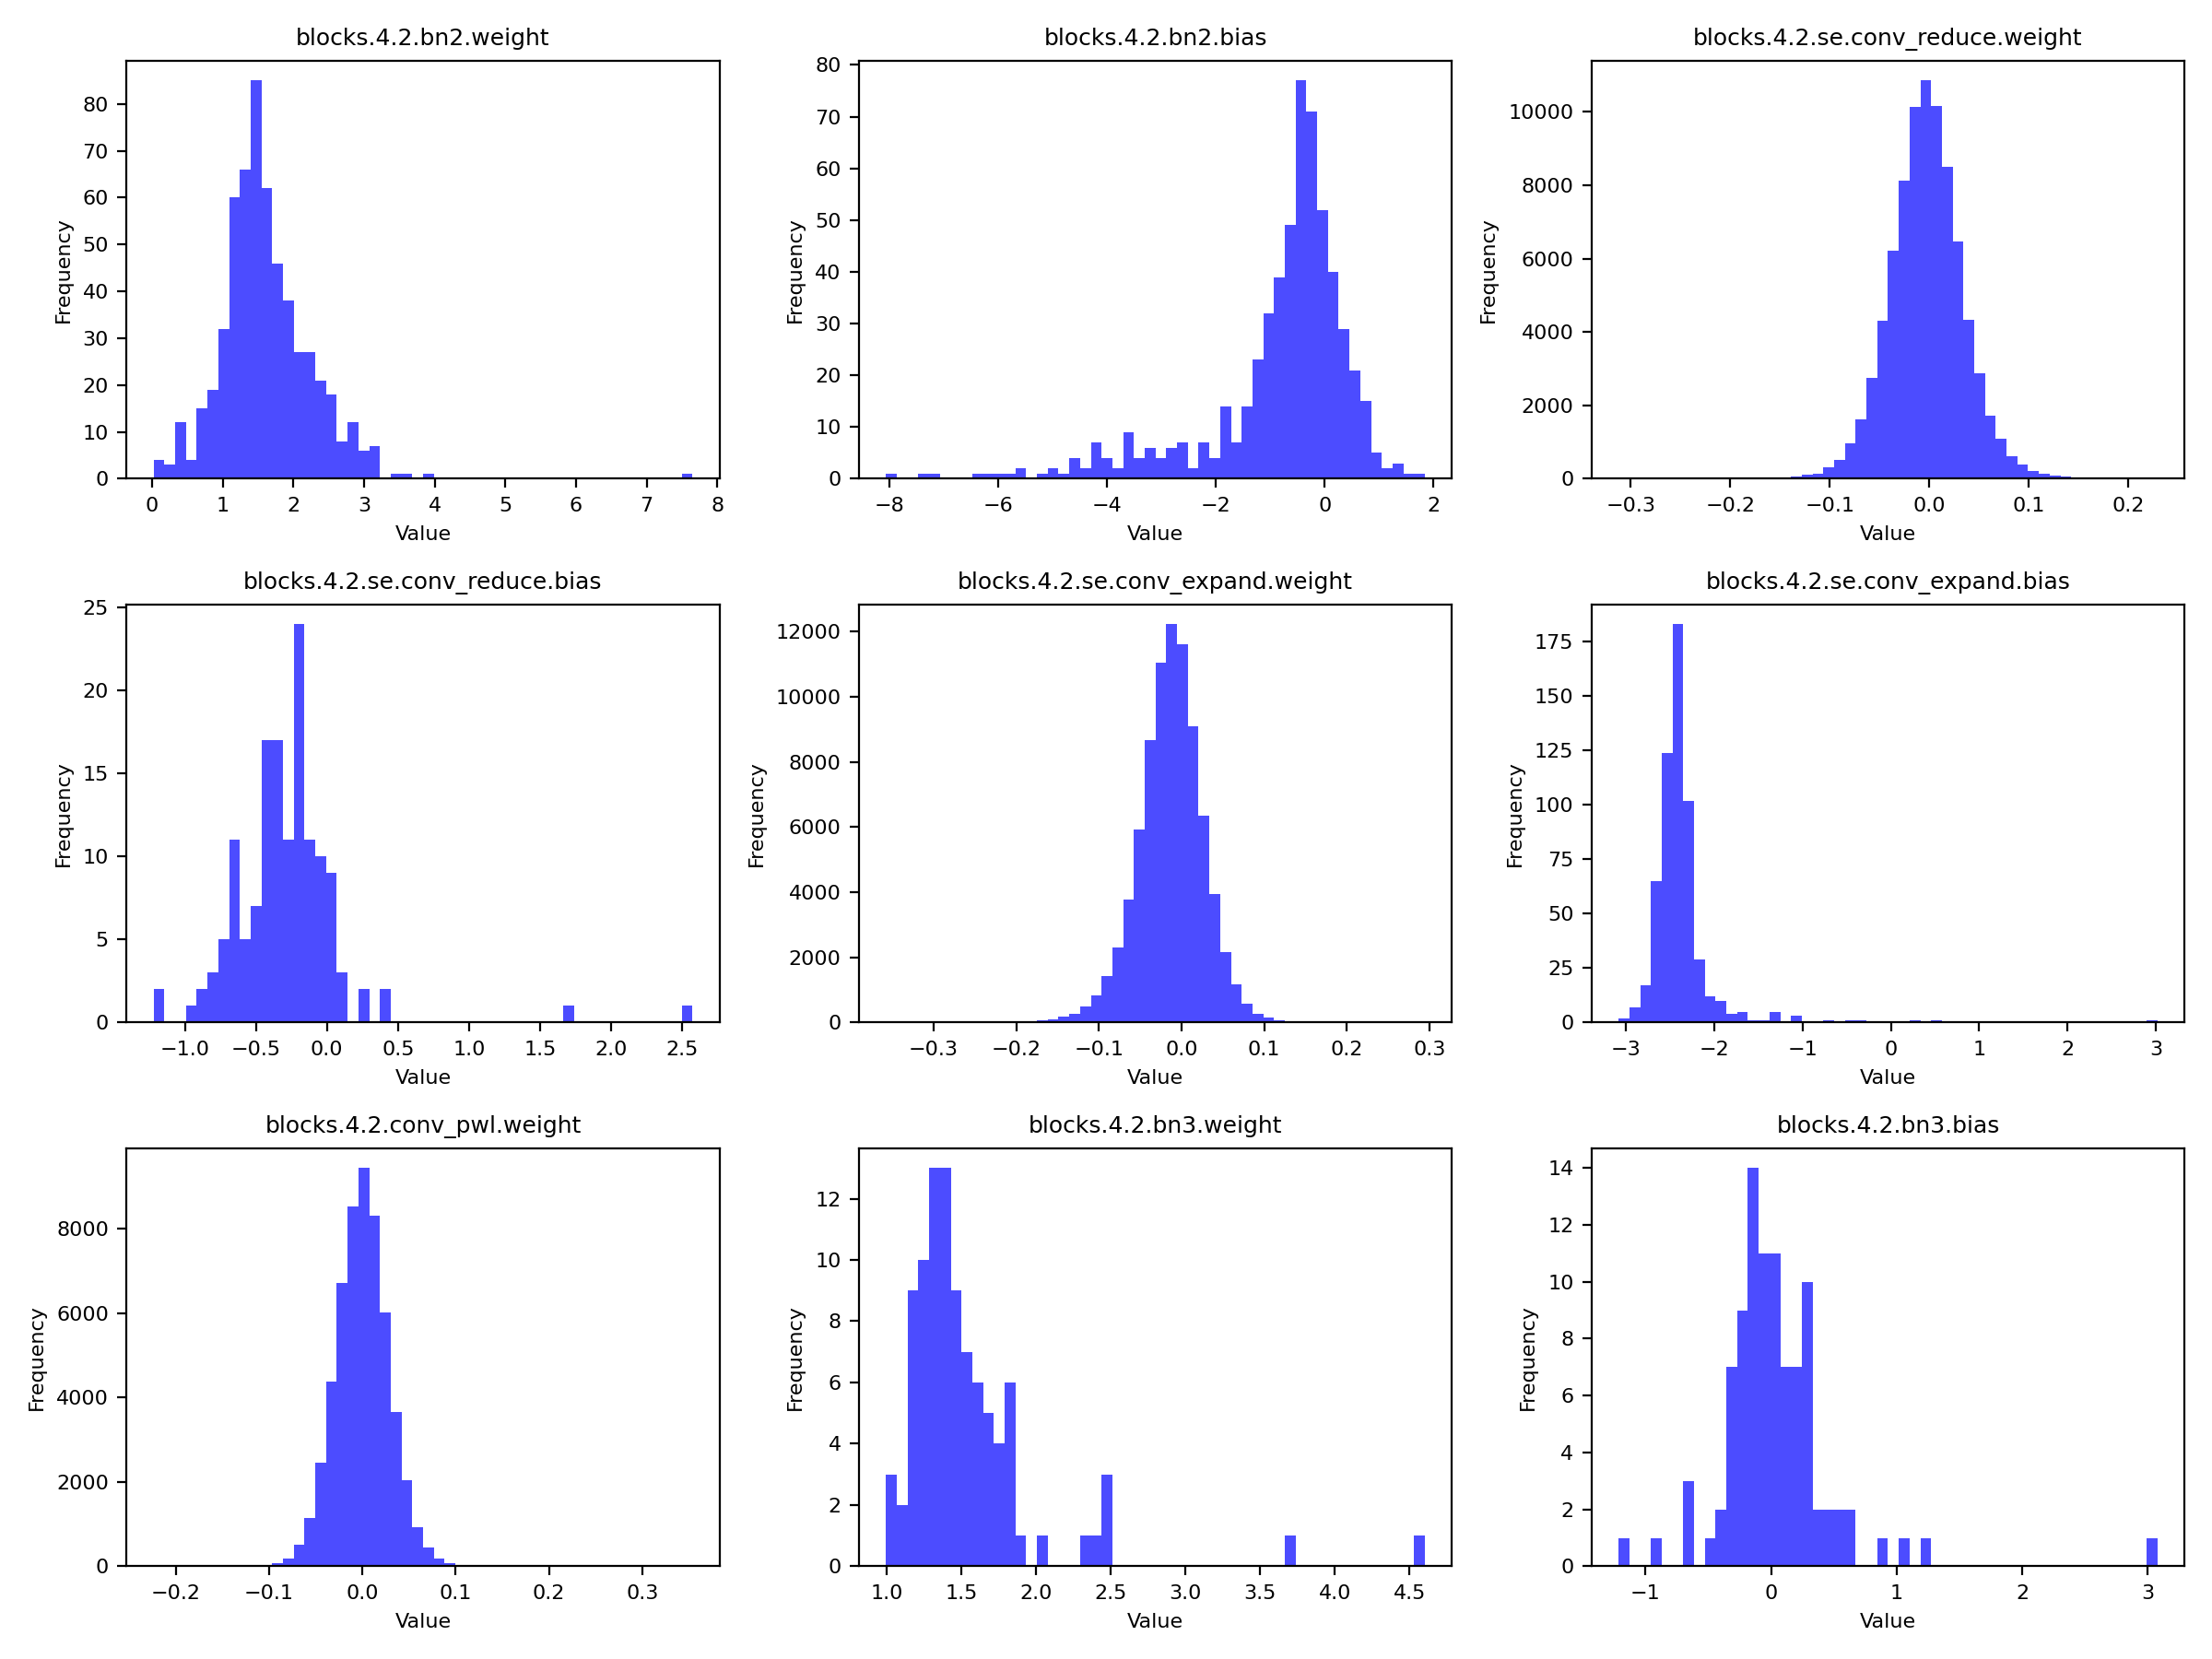 blocks.4.2.bn2.weight
Frequency
80
70
60
50
40
30
20
10
0
0 1 2 3 4 5 6 7 8
Value
blocks.4.2.bn2.bias
Frequency
80
70
60
50
40
30
20
10
0
−8 −6 −4 −2 0 2
Value
blocks.4.2.se.conv_reduce.weight
Frequency
10000
8000
6000
4000
2000
0
−0.3 −0.2 −0.1 0.0 0.1 0.2
Value
blocks.4.2.se.conv_reduce.bias
Frequency
25
20
15
10
5
0
−1.0 −0.5 0.0 0.5 1.0 1.5 2.0 2.5
Value
blocks.4.2.se.conv_expand.weight
Frequency
12000
10000
8000
6000
4000
2000
0
−0.3 −0.2 −0.1 0.0 0.1 0.2 0.3
Value
blocks.4.2.se.conv_expand.bias
Frequency
175
150
125
100
75
50
25
0
−3 −2 −1 0 1 2 3
Value
blocks.4.2.conv_pwl.weight
Frequency
8000
6000
4000
2000
0
−0.2 −0.1 0.0 0.1 0.2 0.3
Value
blocks.4.2.bn3.weight
Frequency
12
10
8
6
4
2
0
1.0 1.5 2.0 2.5 3.0 3.5 4.0 4.5
Value
blocks.4.2.bn3.bias
Frequency
14
12
10
8
6
4
2
0
−1 0 1 2 3
Value